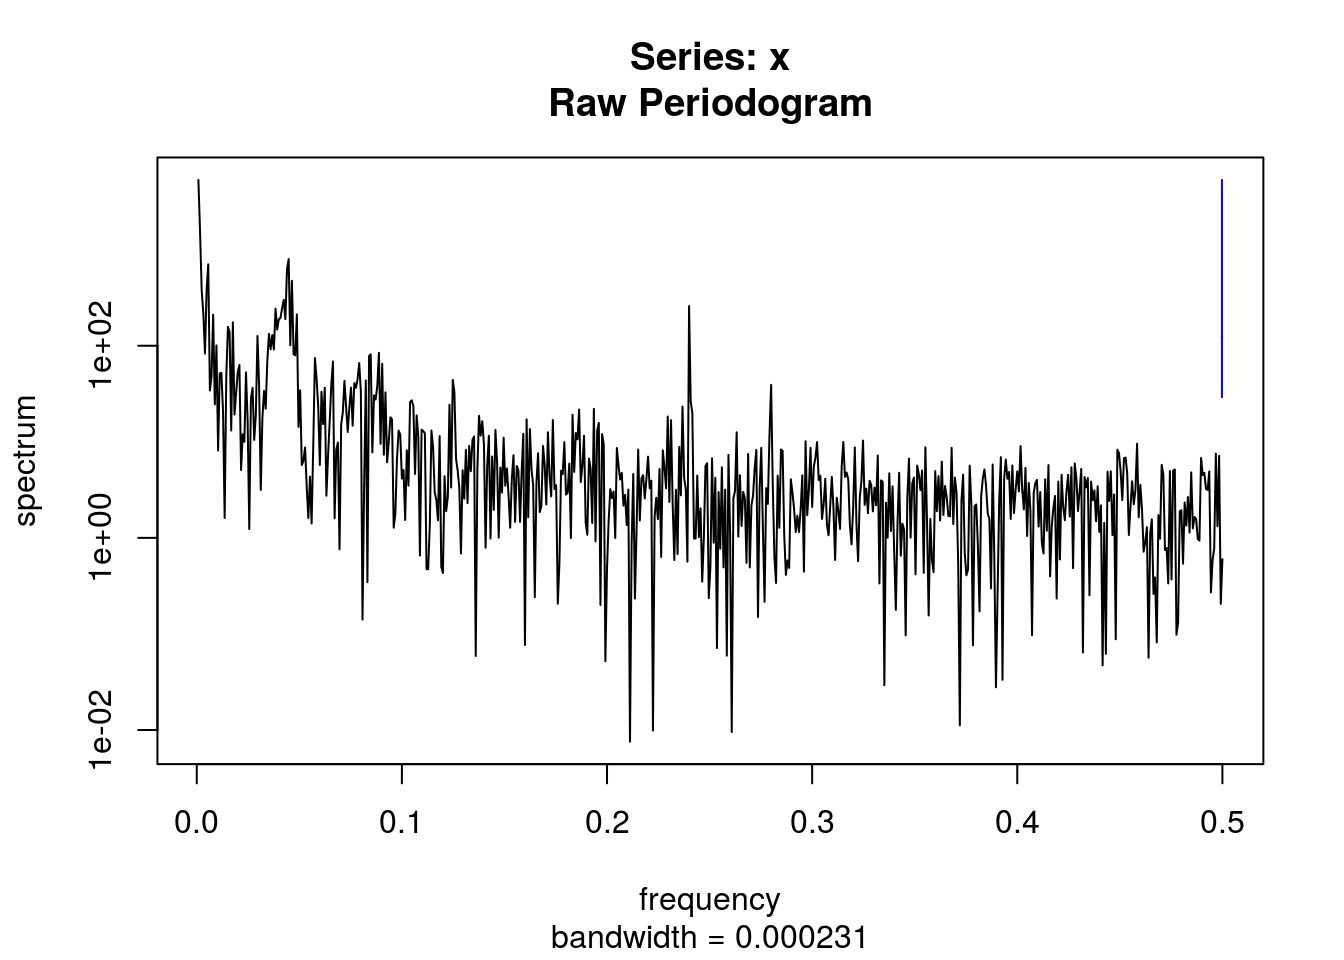 Series: x
Raw Periodogram
spectrum
1e+02
1e+00
1e-02
0.0 0.1 0.2 0.3 0.4 0.5
frequency
bandwidth = 0.000231